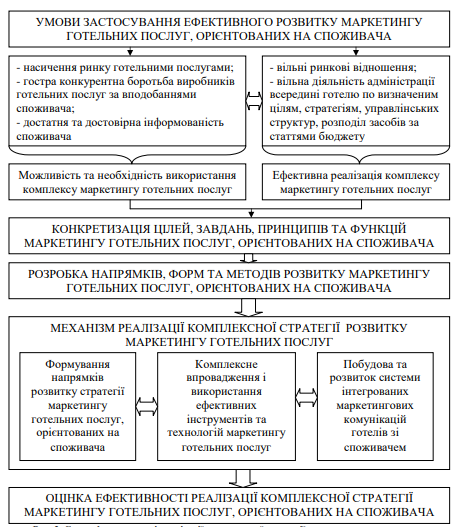 УМОВИ ЗАСТОСУВАННЯ ЕФЕКТИВНОГО РОЗВИТКУ МАРКЕТИНГУ
ГОТЕЛЬНИХ ПОСЛУГ, ОРІЄНТОВАНИХ НА СПОЖИВАЧА
- насичення ринку готельними послугами;
- гостра конкурентна боротьба виробників
готельних послуг за вподобаннями
споживача;
- достатня та достовірна інформованість
споживача
- вільні ринкові відношення;
- вільна діяльність адміністрації
всередині готелю по визначеним
цілям, стратегіям, управлінських
структур, розподіл засобів за
статтями бюджету
Можливість та необхідність використання
комплексу маркетингу готельних послуг
Ефективна реалізація комплексу
маркетингу готельних послуг
КОНКРЕТИЗАЦІЯ ЦІЛЕЙ, ЗАВДАНЬ, ПРИНЦИПІВ ТА ФУНКЦІЙ
МАРКЕТИНГУ ГОТЕЛЬНИХ ПОСЛУГ, ОРІЄНТОВАНИХ НА СПОЖИВАЧА
РОЗРОБКА НАПРЯМКІВ, ФОРМ ТА МЕТОДІВ РОЗВИТКУ МАРКЕТИНГУ
ГОТЕЛЬНИХ ПОСЛУГ, ОРІЄНТОВАНИХ НА СПОЖИВАЧА
МЕХАНІЗМ РЕАЛІЗАЦІЇ КОМПЛЕКСНОЇ СТРАТЕГІЇ РОЗВИТКУ
МАРКЕТИНГУ ГОТЕЛЬНИХ ПОСЛУГ
Формування
напрямків
розвитку стратегії
маркетингу
готельних послуг,
орієнтованих на
споживача
Комплексне
впровадження і
використання
ефективних
інструментів та
технологій маркетингу
готельних послуг
Побудова та
розвиток системи
інтегрованих
маркетингових
комунікацій
готелів зі
споживачем
ОЦІНКА ЕФЕКТИВНОСТІ РЕАЛІЗАЦІЇ КОМПЛЕКСНОЇ СТРАТЕГІЇ
МАРКЕТИНГУ ГОТЕЛЬНИХ ПОСЛУГ, ОРІЄНТОВАНИХ НА СПОЖИВАЧА